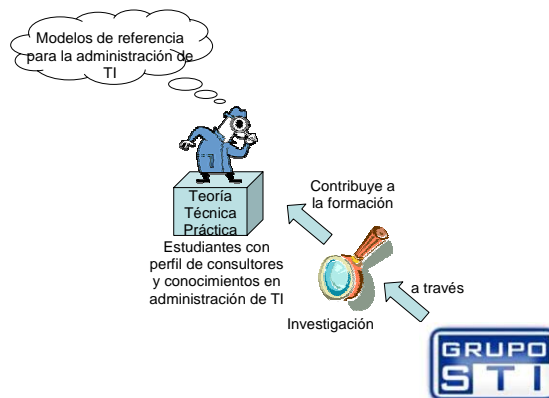 Modelos de referencia
para la administración de
TI
Teoría
Técnica
Práctica
Estudiantes con
perfil de consultores
y conocimientos en
administración de TI
Contribuye a
la formación
Investigación
a través
GRUPO
STI